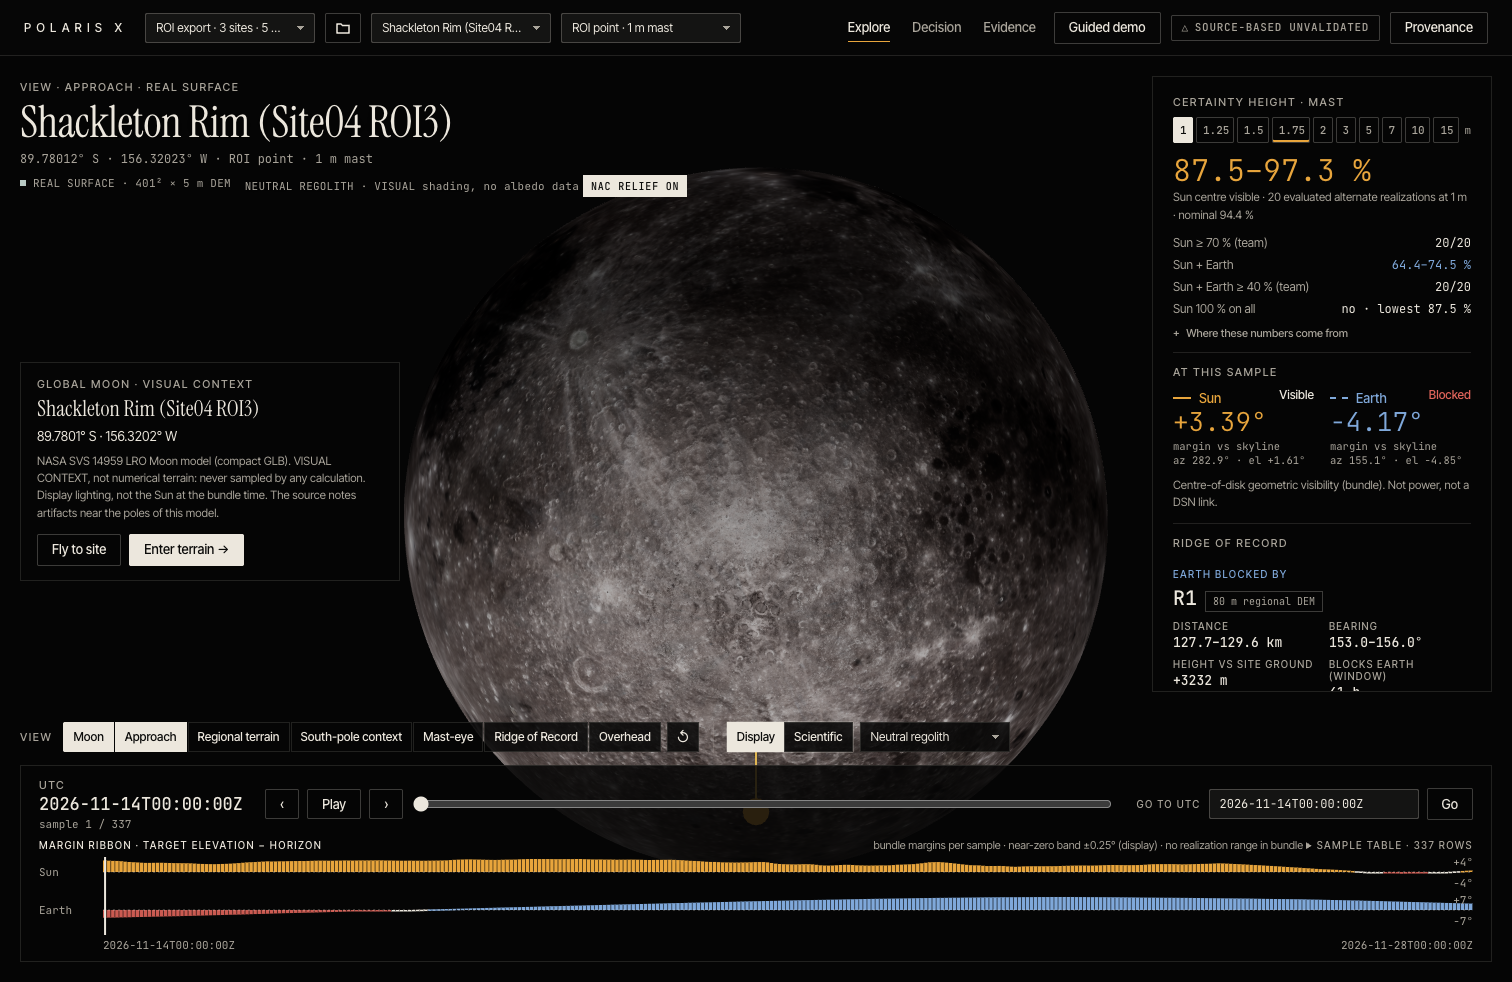 POLARIS X
ROI export · 3 sites · 5 ...
Shackleton Rim (Site04 R...
ROI point · 1 m mast
Explore
Decision
Evidence
Guided demo
△ SOURCE-BASED UNVALIDATED
Provenance
VIEW · APPROACH · REAL SURFACE
Shackleton Rim (Site04 ROI3)
89.78012° S · 156.32023° W · ROI point · 1 m mast
REAL SURFACE · 401² × 5 m DEM
NEUTRAL REGOLITH · VISUAL shading, no albedo data
NAC RELIEF ON
GLOBAL MOON · VISUAL CONTEXT
Shackleton Rim (Site04 ROI3)
89.7801° S · 156.3202° W
NASA SVS 14959 LRO Moon model (compact GLB). VISUAL
CONTEXT, not numerical terrain: never sampled by any calculation.
Display lighting, not the Sun at the bundle time. The source notes
artifacts near the poles of this model.
Fly to site
Enter terrain →
CERTAINTY HEIGHT · MAST
1 1.25 1.5 1.75 2 3 5 7 10 15 m
87.5–97.3 %
Sun centre visible · 20 evaluated alternate realizations at 1 m
· nominal 94.4 %
Sun ≥ 70 % (team) 20/20
Sun + Earth 64.4–74.5 %
Sun + Earth ≥ 40 % (team) 20/20
Sun 100 % on all no · lowest 87.5 %
+ Where these numbers come from
AT THIS SAMPLE
Sun Visible
+3.39°
margin vs skyline
az 282.9° · el +1.61°
Earth Blocked
-4.17°
margin vs skyline
az 155.1° · el -4.85°
Centre-of-disk geometric visibility (bundle). Not power, not a
DSN link.
RIDGE OF RECORD
EARTH BLOCKED BY
R1 80 m regional DEM
DISTANCE
127.7–129.6 km
BEARING
153.0–156.0°
HEIGHT VS SITE GROUND
+3232 m
BLOCKS EARTH
(WINDOW)
VIEW
Moon
Approach
Regional terrain
South-pole context
Mast-eye
Ridge of Record
Overhead
Display
Scientific
Neutral regolith
UTC
2026-11-14T00:00:00Z
sample 1 / 337
‹
Play
›
GO TO UTC
2026-11-14T00:00:00Z
Go
MARGIN RIBBON · TARGET ELEVATION − HORIZON
bundle margins per sample · near-zero band ±0.25° (display) · no realization range in bundle
▸ SAMPLE TABLE · 337 ROWS
Sun
+4°
-4°
Earth
+7°
-7°
2026-11-14T00:00:00Z
2026-11-28T00:00:00Z